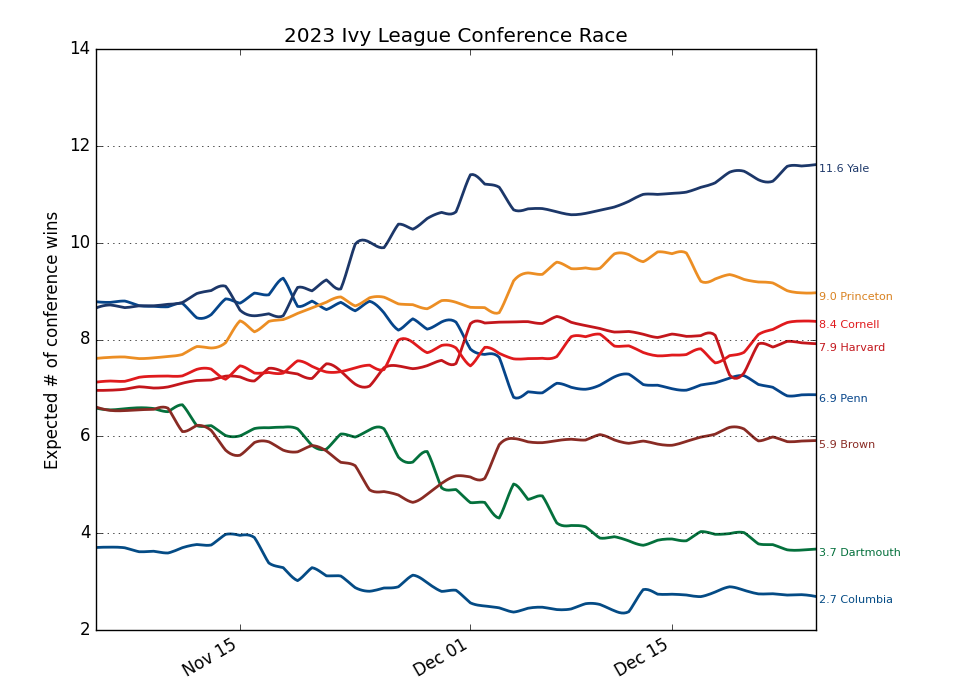 2023 Ivy League Conference Race
Expected # of conference wins
14
12
10
8
6
4
2
11.6 Yale
9.0 Princeton
8.4 Cornell
7.9 Harvard
6.9 Penn
5.9 Brown
3.7 Dartmouth
2.7 Columbia
Nov 15
Dec 01
Dec 15